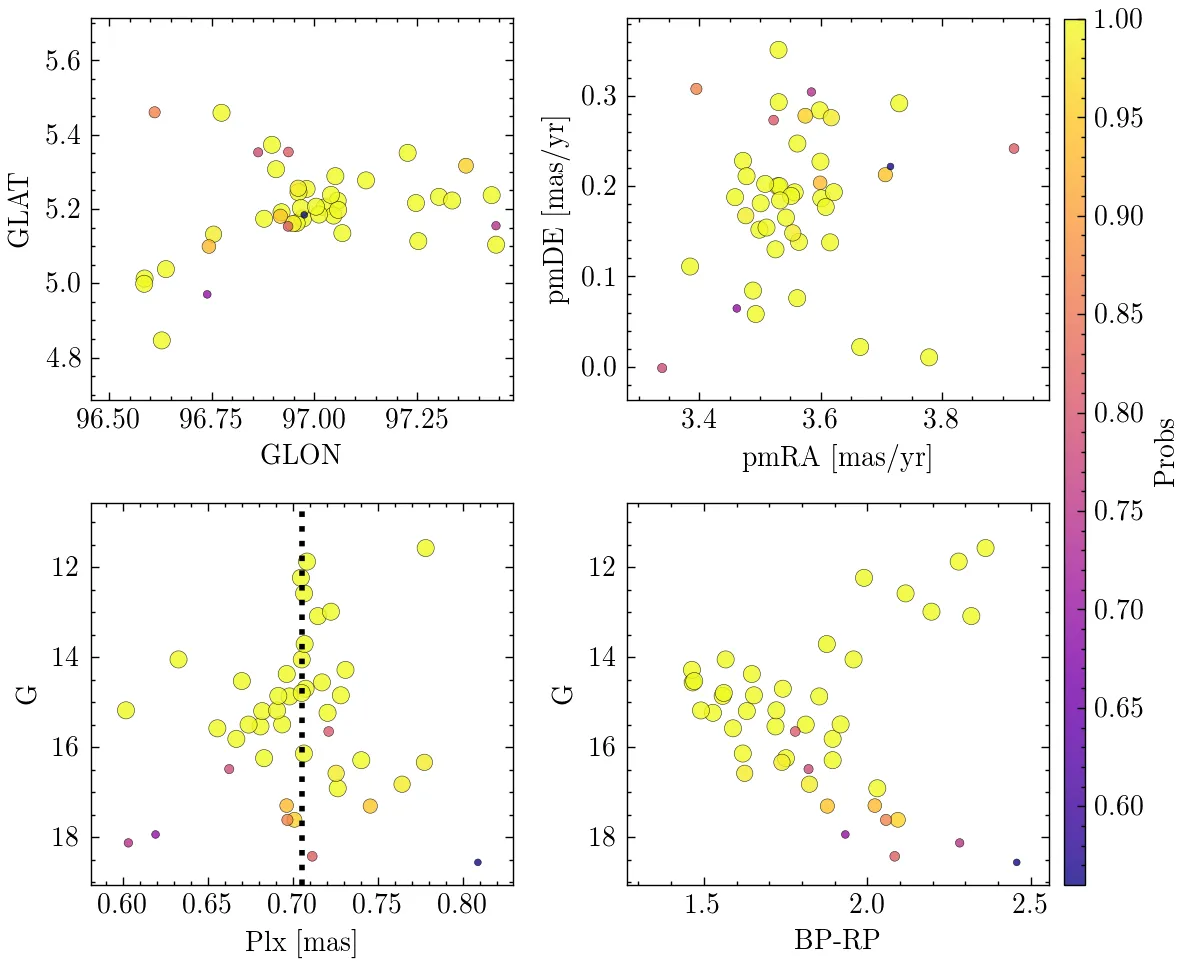 5.6
5.4
5.2
5.0
4.8
GLAT
96.50 96.75 97.00 97.25
GLON
0.3
0.2
0.1
0.0
pmDE [mas/yr]
3.4 3.6 3.8
pmRA [mas/yr]
12
14
16
18
G
0.60 0.65 0.70 0.75 0.80
Plx [mas]
12
14
16
18
G
1.5 2.0 2.5
BP-RP
1.00
0.95
0.90
0.85
0.80
0.75
0.70
0.65
0.60
Probs